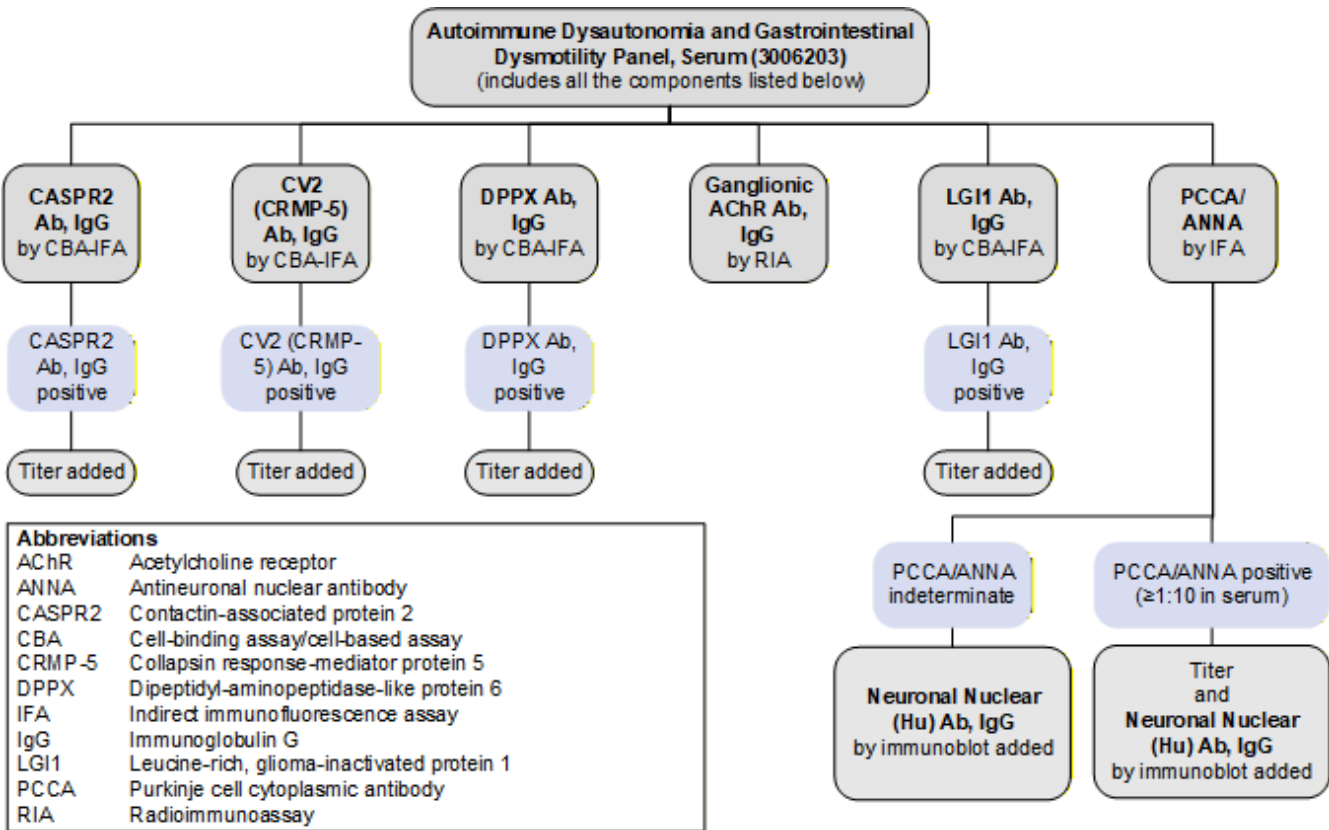 Autoimmune Dysautonomia and Gastrointestinal
Dysmotility Panel, Serum (3006203)
(includes all the components listed below)
CASPR2
Ab, IgG
by CBA-IFA
CV2
(CRMP-5)
Ab, IgG
by CBA-IFA
DPPX Ab,
IgG
by CBA-IFA
Ganglionic
AChR Ab,
IgG
by RIA
LGI1 Ab,
IgG
by CBA-IFA
PCCA/
ANNA
by IFA
CASPR2
Ab, IgG
positive
CV2 (CRMP-
5) Ab, IgG
positive
DPPX Ab,
IgG
positive
LGI1 Ab,
IgG
positive
Titer added
Titer added
Titer added
Titer added
PCCA/ANNA
indeterminate
PCCA/ANNA positive
(≥1:10 in serum)
Neuronal Nuclear
(Hu) Ab, IgG
by immunoblot added
Titer
and
Neuronal Nuclear
(Hu) Ab, IgG
by immunoblot added
Abbreviations
AChR Acetylcholine receptor
ANNA Antineuronal nuclear antibody
CASPR2 Contactin-associated protein 2
CBA Cell-binding assay/cell-based assay
CRMP-5 Collapsin response-mediator protein 5
DPPX Dipeptidyl-aminopeptidase-like protein 6
IFA Indirect immunofluorescence assay
IgG Immunoglobulin G
LGI1 Leucine-rich, glioma-inactivated protein 1
PCCA Purkinje cell cytoplasmic antibody
RIA Radioimmunoassay